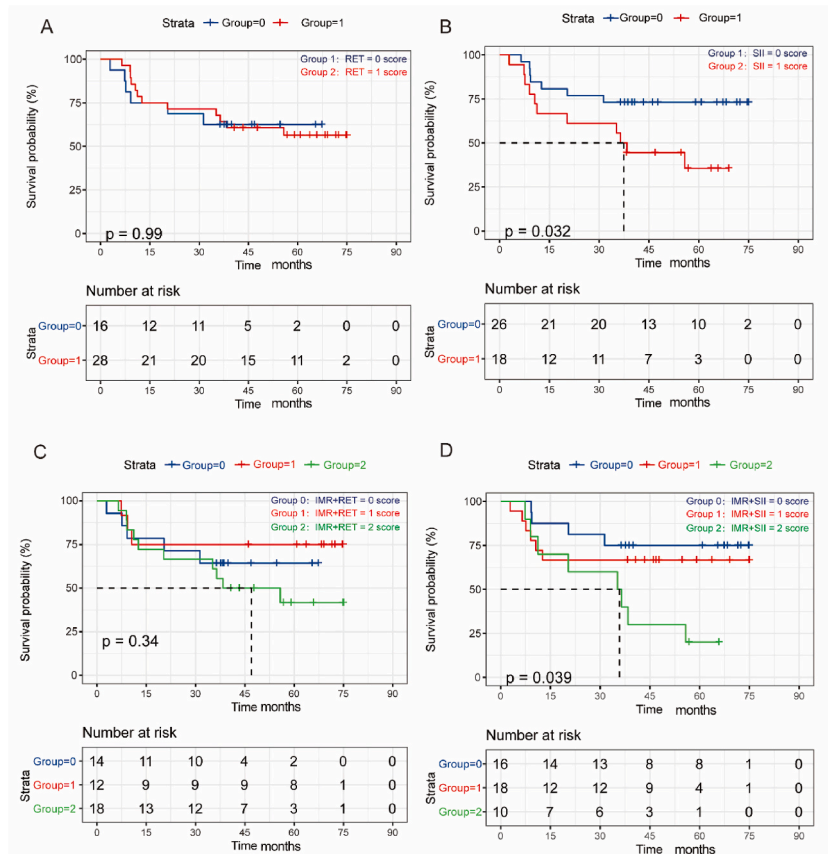 A
Strata Group=0 Group=1
Group 1: RET = 0 score
Group 2: RET = 1 score
Survival probability (%)
100
75
50
75
0
p = 0.99
0 15 30 45 60 75 90
Time months
Number at risk
Strata
Group=0 16 12 11 5 2 0 0
Group=1 28 21 20 15 11 2 0
0 15 30 45 60 75 90
B
Strata Group=0 Group=1
Group 1: SII = 0 score
Group 2: SII = 1 score
Survival probability (%)
100
75
50
75
0
p = 0.032
0 15 30 45 60 75 90
Time months
Number at risk
Strata
Group=0 26 21 20 13 10 2 0
Group=1 18 12 11 7 3 0 0
0 15 30 45 60 75 90
C
Strata Group=0 Group=1 Group=2
Group 0: IMR+RET = 0 score
Group 1: IMR+RET = 1 score
Group 2: IMR+RET = 2 score
Survival probability (%)
100
75
50
75
0
p = 0.34
0 15 30 45 60 75 90
Time months
Number at risk
Strata
Group=0 14 11 10 4 2 0 0
Group=1 12 9 9 9 8 1 0
Group=2 18 13 12 7 3 1 0
0 15 30 45 60 75 90
D
Strata Group=0 Group=1 Group=2
Group 0: IMR+SII = 0 score
Group 1: IMR+SII = 1 score
Group 2: IMR+SII = 2 score
Survival probability (%)
100
75
50
75
0
p = 0.039
0 15 30 45 60 75 90
Time months
Number at risk
Strata
Group=0 16 14 13 8 8 1 0
Group=1 18 12 12 9 4 1 0
Group=2 10 7 6 3 1 0 0
0 15 30 45 60 75 90